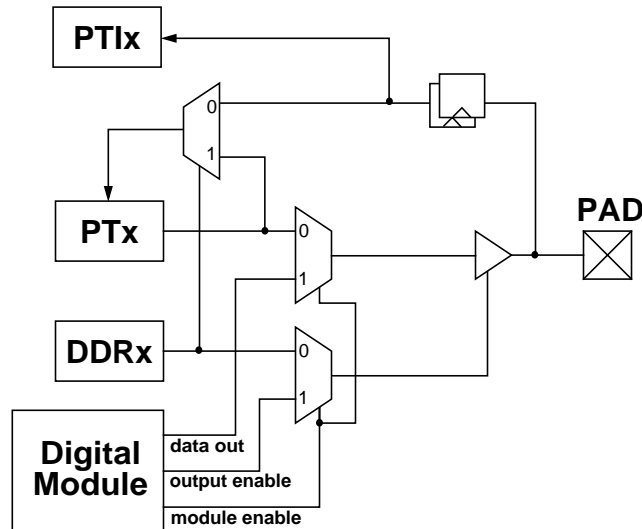 PTIx
0
1
PTx
PAD
0
1
DDRx
0
1
Digital
Module
data out
output enable
module enable